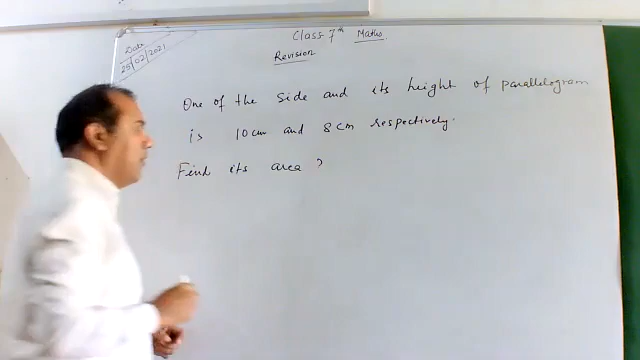 Class 7th Maths
Date
25/02/2021
Revision
One of the side and its height of parallelogram
is 10cm and 8cm respectively.
Find its area ?